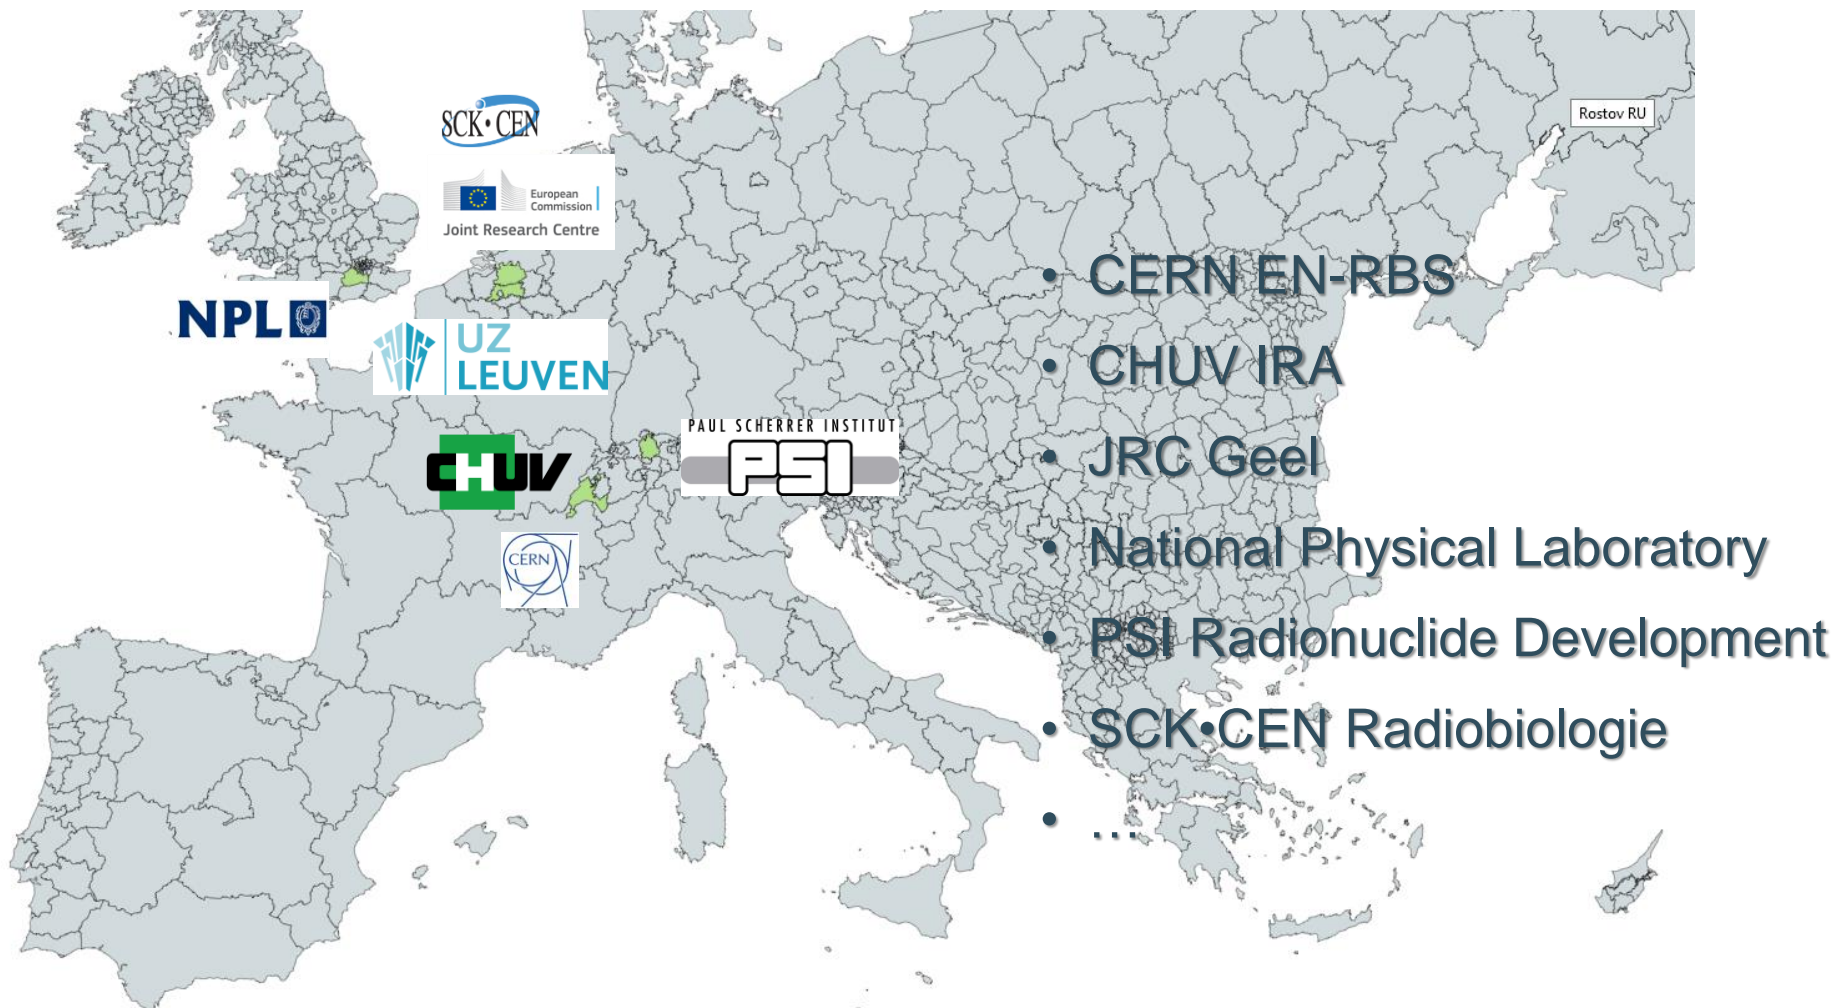 SCK•CEN
European
Commission
Joint Research Centre
NPL
UZ
LEUVEN
CHUV
PAUL SCHERRER INSTITUT
PSI
CERN
Rostov RU
• CERN EN-RBS
• CHUV IRA
• JRC Geel
• National Physical Laboratory
• PSI Radionuclide Development
• SCK•CEN Radiobiologie
• ...